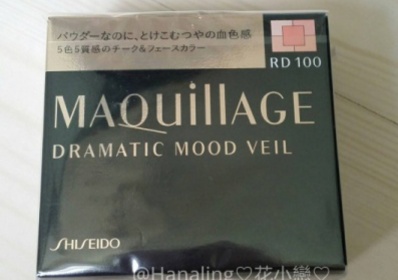 パウダーなのに、とけこむつやの血色感
5色5質感のチーク&フェースカラー
RD 100
MAQuillAGE
DRAMATIC MOOD VEIL
SHISEIDO
@Hanaling♡花小戀♡